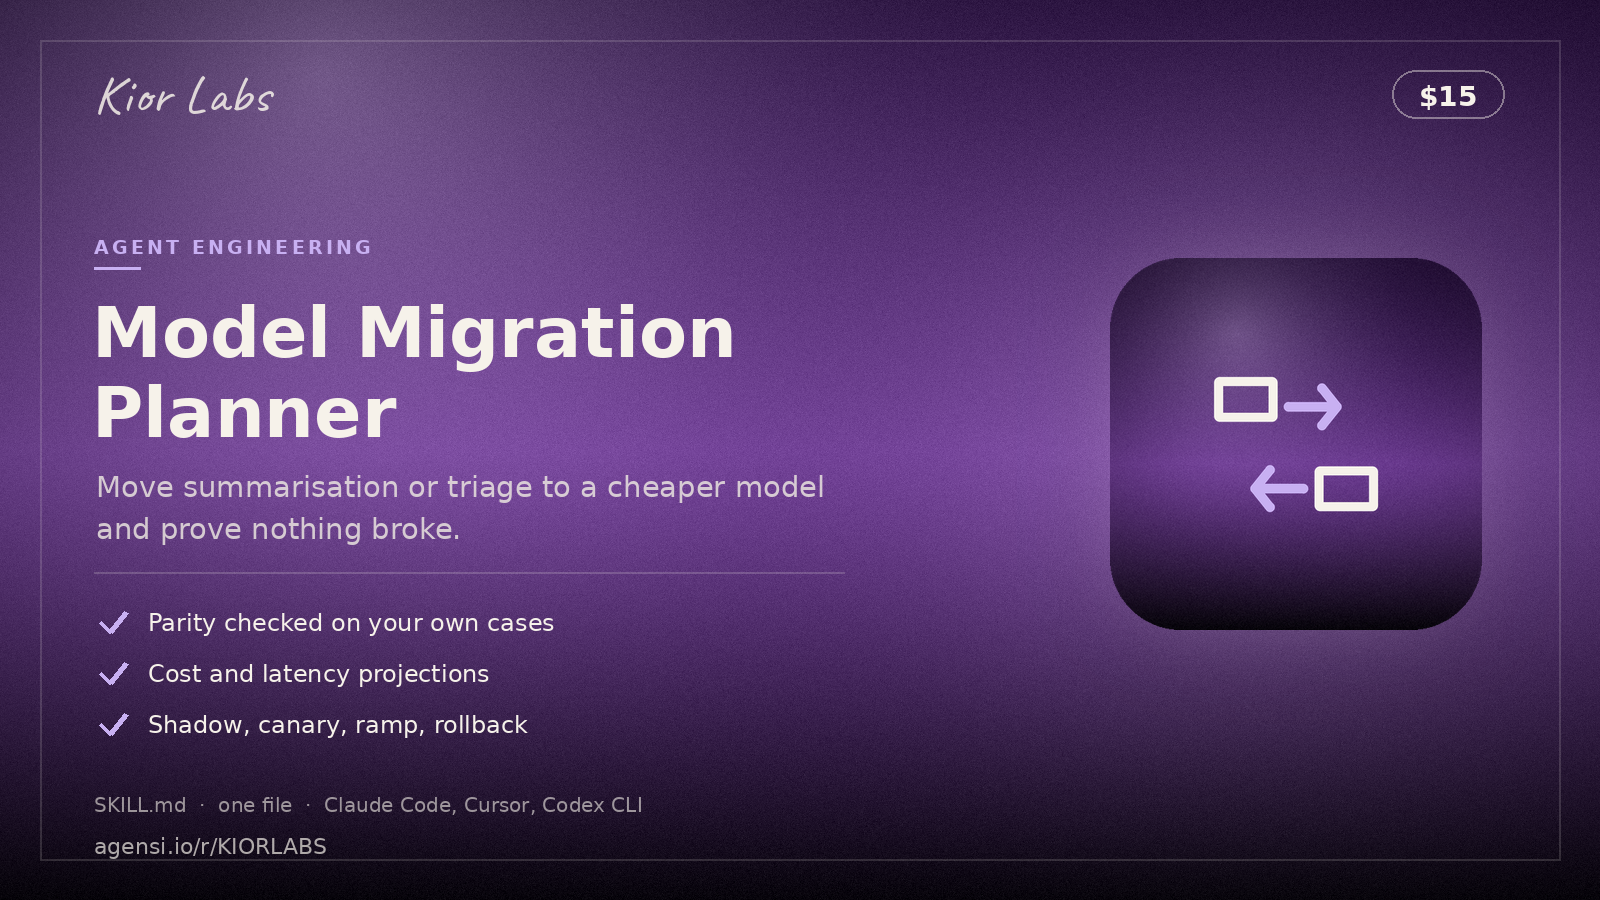 Kior Labs
$15
AGENT ENGINEERING
Model Migration
Planner
Move summarisation or triage to a cheaper model
and prove nothing broke.
Parity checked on your own cases
Cost and latency projections
Shadow, canary, ramp, rollback
SKILL.md · one file · Claude Code, Cursor, Codex CLI
agensi.io/r/KIORLABS